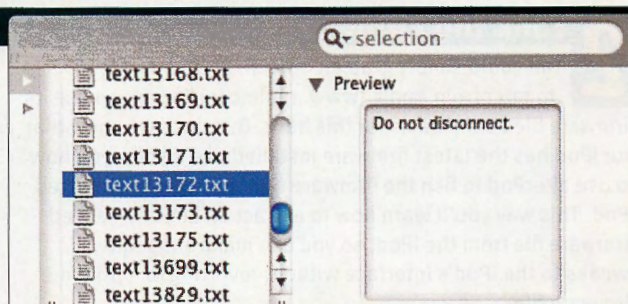 selection
text13168.txt
text13169.txt
text13170.txt
text13171.txt
text13172.txt
text13173.txt
text13175.txt
text13699.txt
text13829.txt
Preview
Do not disconnect.